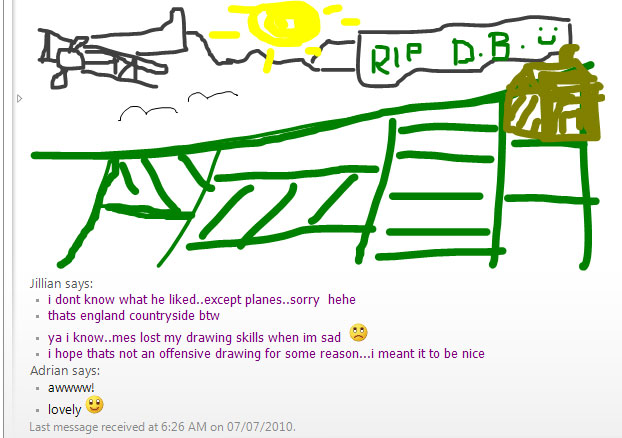 RIP D.B.
Jillian says:
i dont know what he liked..except planes..sorry hehe
thats england countryside btw
ya i know..mes lost my drawing skills when im sad
i hope thats not an offensive drawing for some reason...i meant it to be nice
Adrian says:
awwww!
lovely
Last message received at 6:26 AM on 07/07/2010.